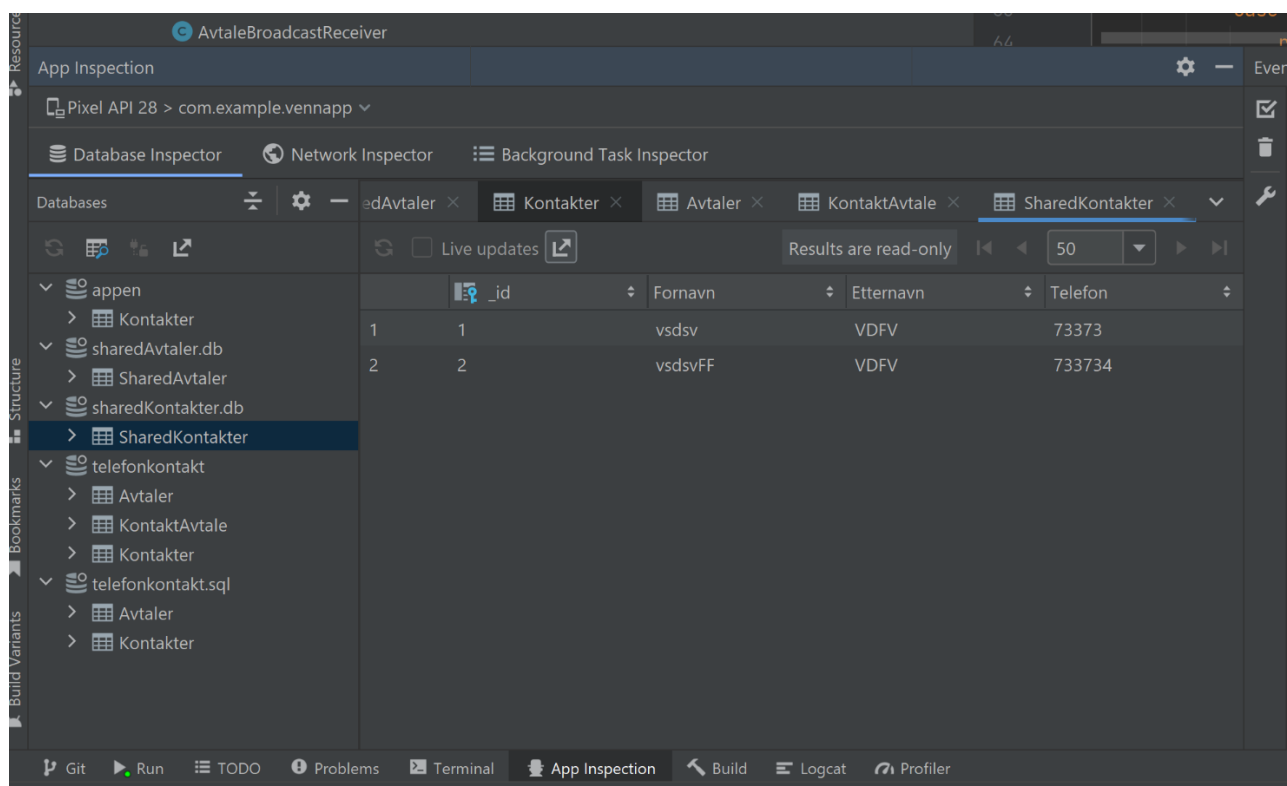 Resource
AvtaleBroadcastReceiver
64
App Inspection
Pixel API 28 > com.example.vennapp
Database Inspector Network Inspector Background Task Inspector
Databases
edAvtaler Kontakter Avtaler KontaktAvtale SharedKontakter
Live updates Results are read-only 50
appen
Kontakter
sharedAvtaler.db
SharedAvtaler
sharedKontakter.db
SharedKontakter
telefonkontakt
Avtaler
KontaktAvtale
Kontakter
telefonkontakt.sql
Avtaler
Kontakter
_id Fornavn Etternavn Telefon
1 1 vsdsv VDFV 73373
2 2 vsdsvFF VDFV 733734
Structure
Bookmarks
Build Variants
Even
Git Run TODO Problems Terminal App Inspection Build Logcat Profiler